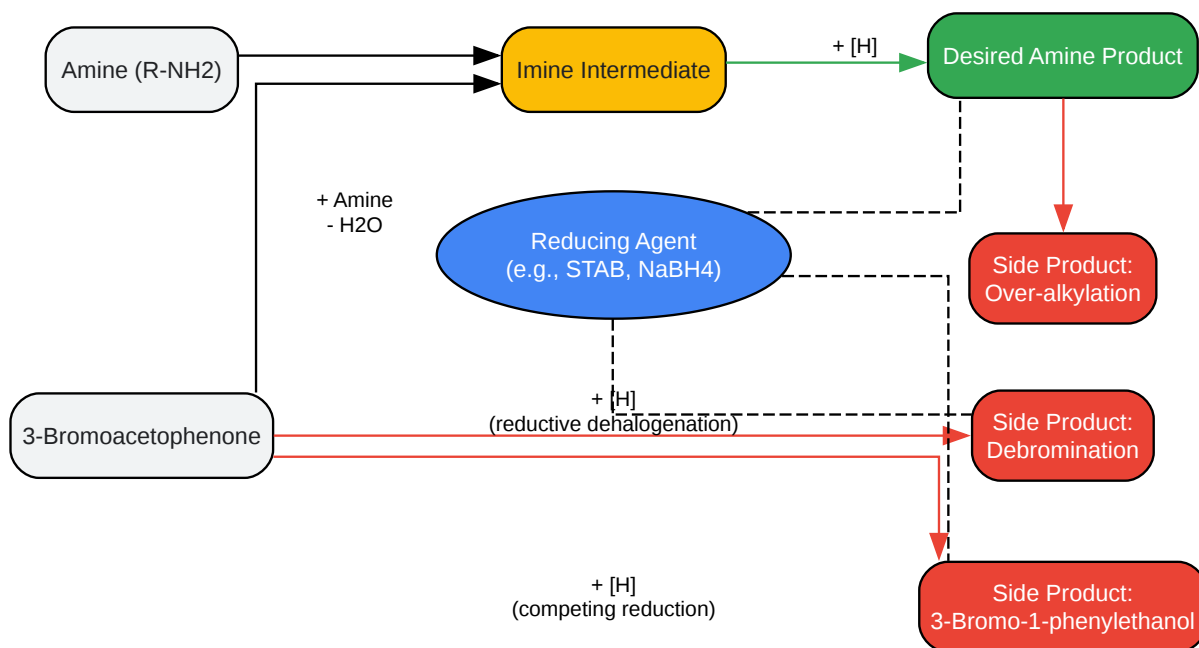 Amine (R-NH2)
Imine Intermediate
+ [H]
Desired Amine Product
+ Amine
- H2O
Reducing Agent
(e.g., STAB, NaBH4)
Side Product:
Over-alkylation
3-Bromoacetophenone
+ [H]
(reductive dehalogenation)
Side Product:
Debromination
+ [H]
(competing reduction)
Side Product:
3-Bromo-1-phenylethanol